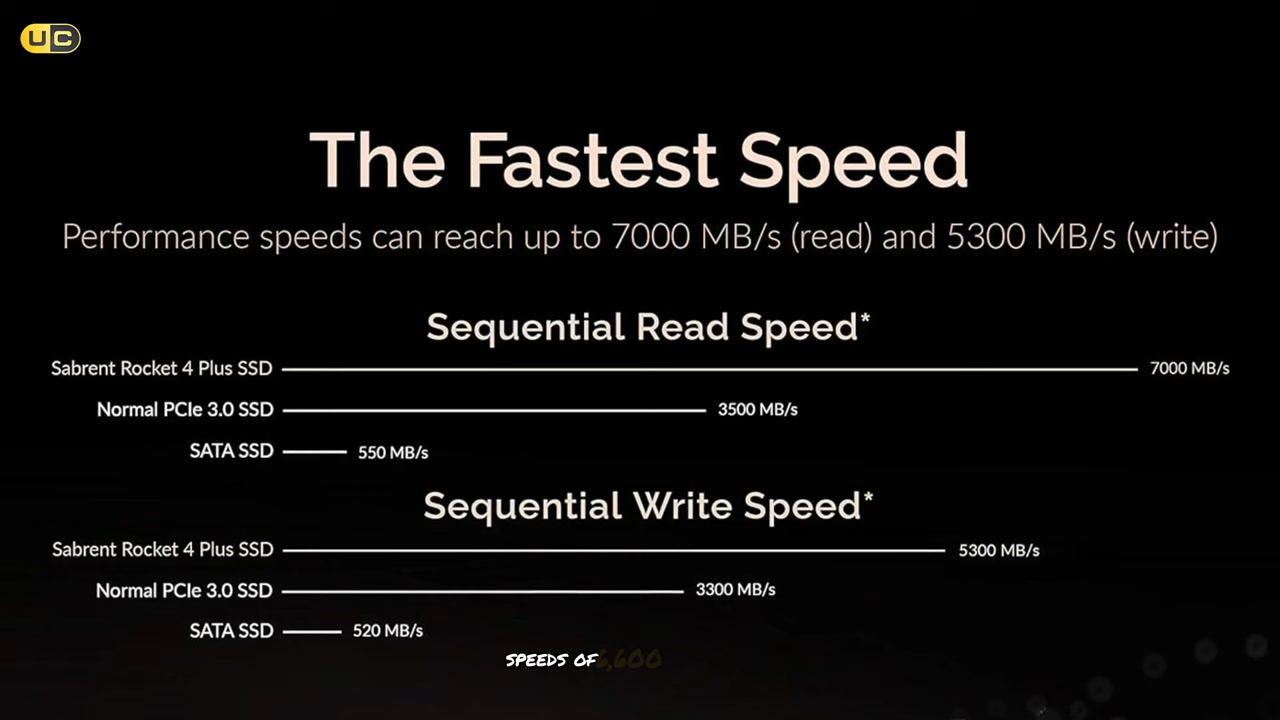 UC
The Fastest Speed
Performance speeds can reach up to 7000 MB/s (read) and 5300 MB/s (write)
Sequential Read Speed*
Sabrent Rocket 4 Plus SSD 7000 MB/s
Normal PCIe 3.0 SSD 3500 MB/s
SATA SSD 550 MB/s
Sequential Write Speed*
Sabrent Rocket 4 Plus SSD 5300 MB/s
Normal PCIe 3.0 SSD 3300 MB/s
SATA SSD 520 MB/s
SPEEDS OF 6,600